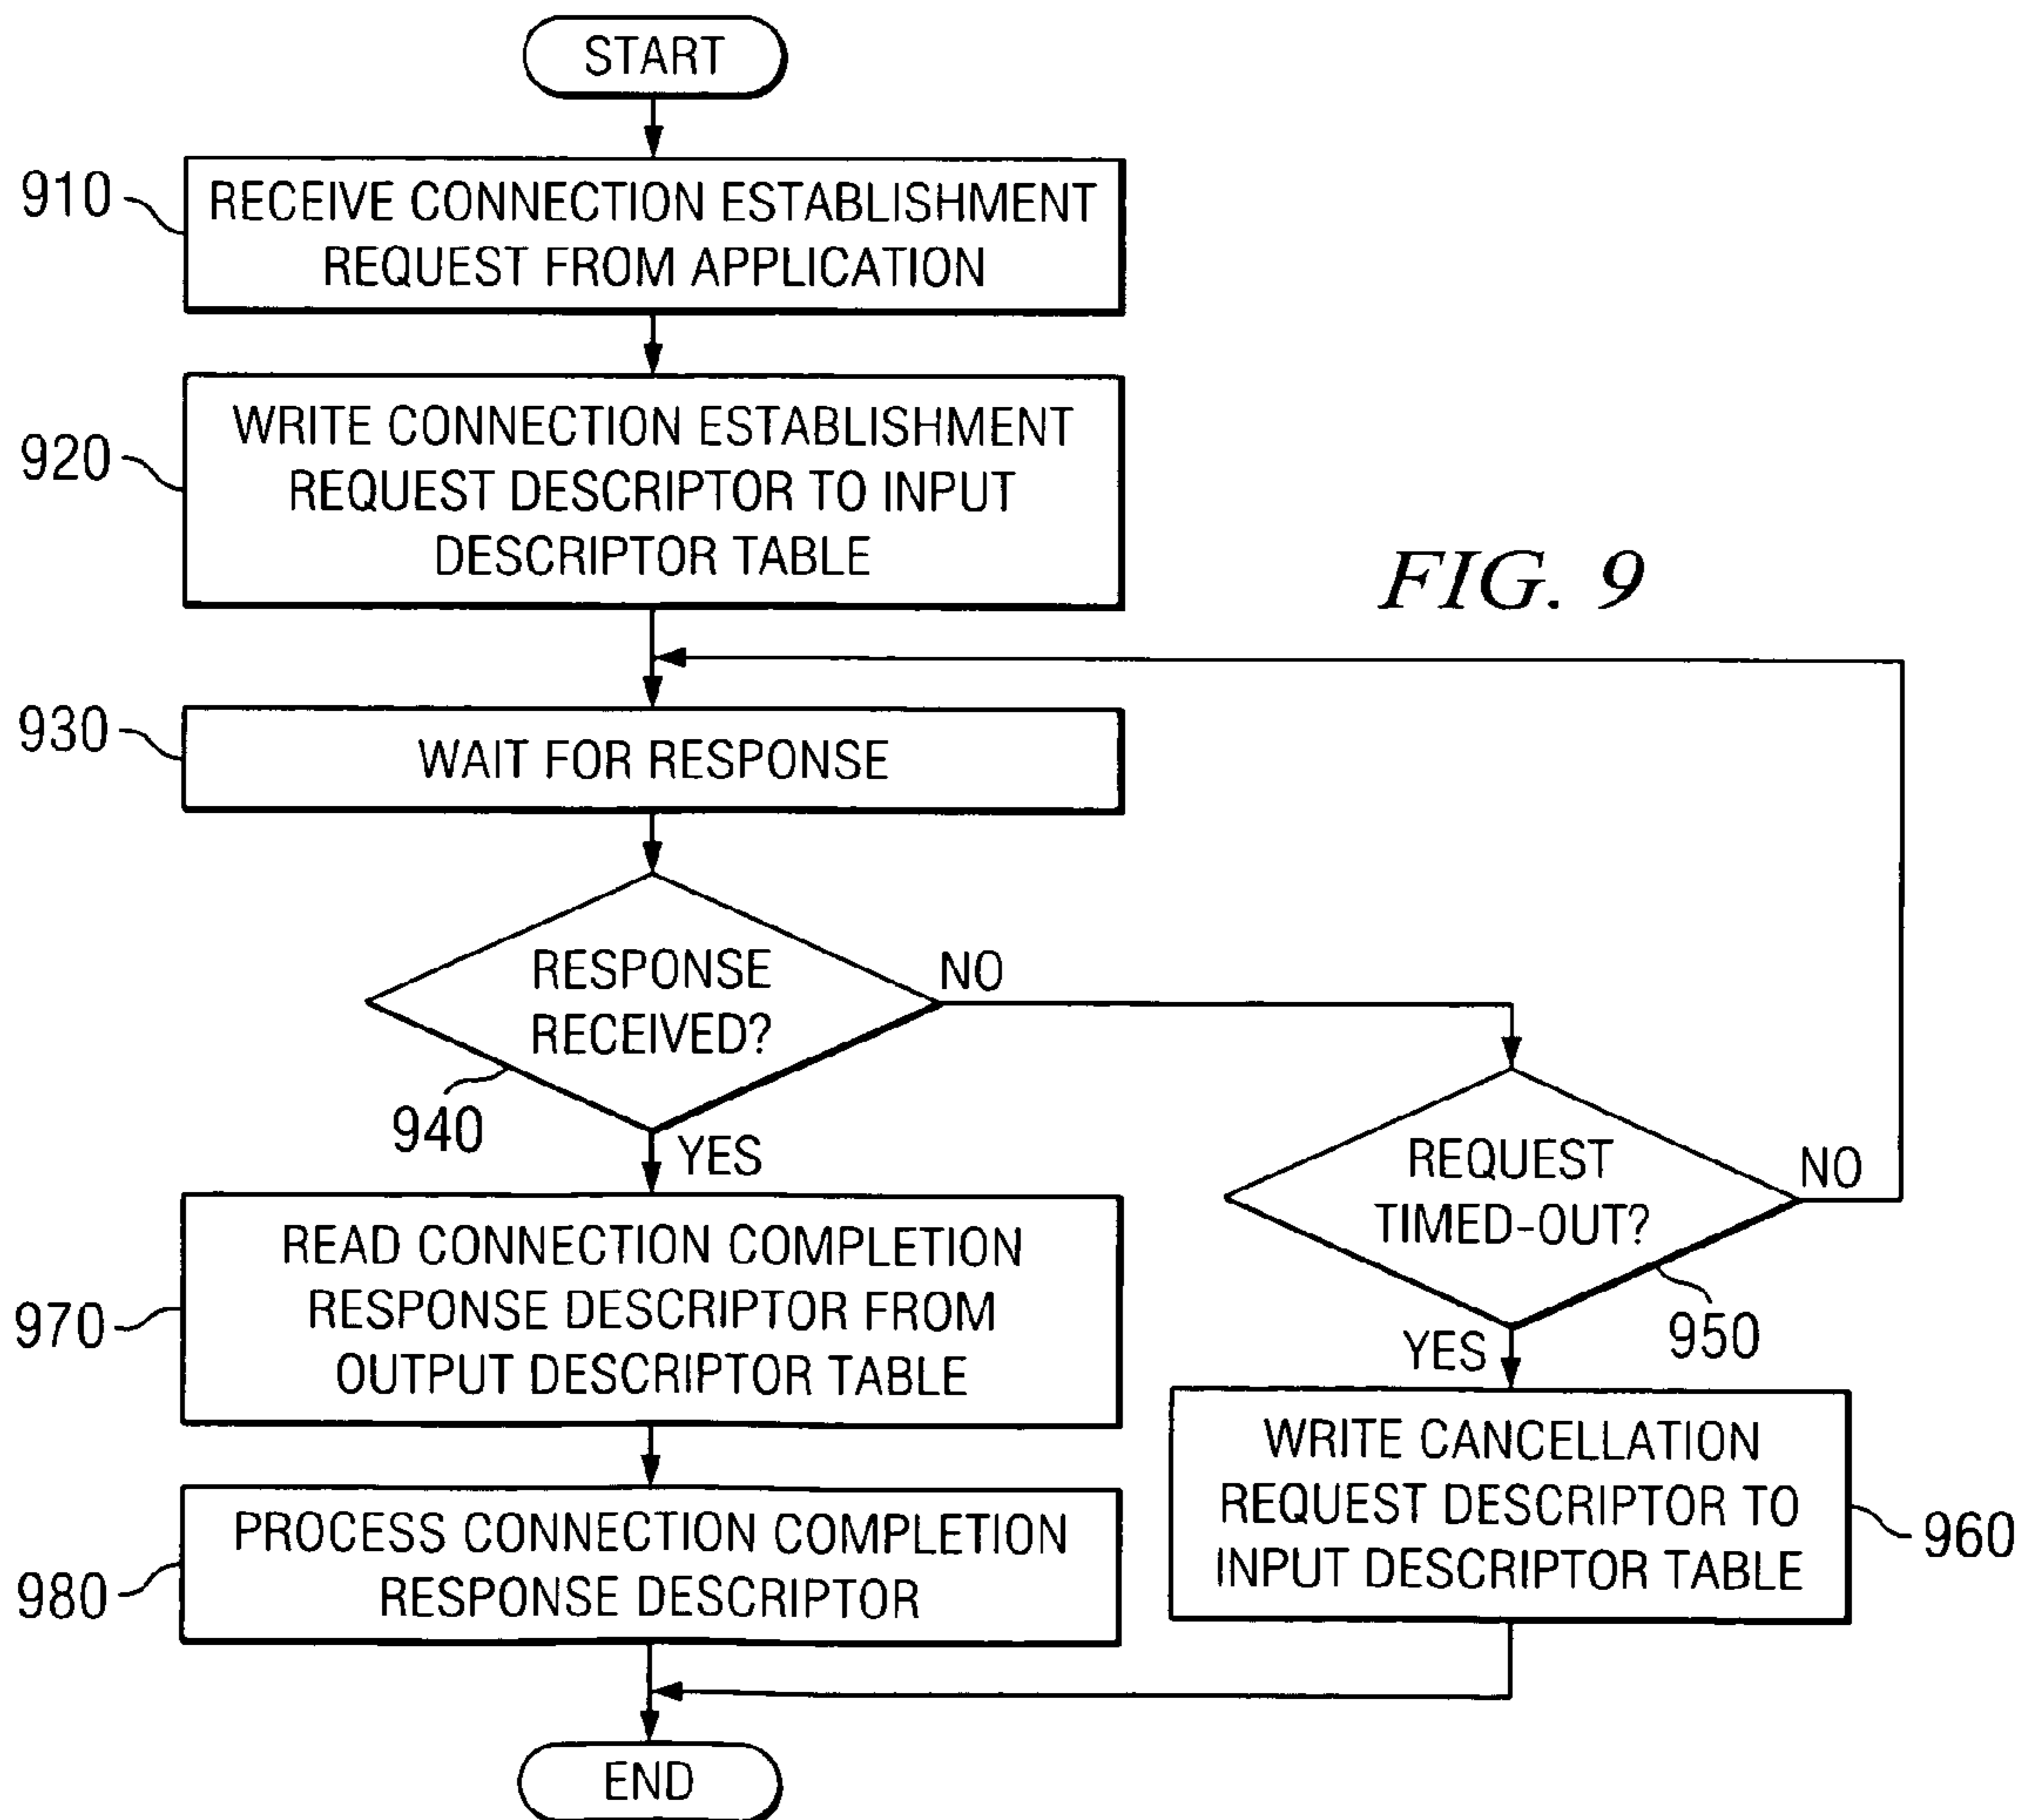 START
910
RECEIVE CONNECTION ESTABLISHMENT
REQUEST FROM APPLICATION
920
WRITE CONNECTION ESTABLISHMENT
REQUEST DESCRIPTOR TO INPUT
DESCRIPTOR TABLE
FIG. 9
930
WAIT FOR RESPONSE
RESPONSE
RECEIVED?
NO
940
YES
REQUEST
TIMED-OUT?
NO
950
YES
970
READ CONNECTION COMPLETION
RESPONSE DESCRIPTOR FROM
OUTPUT DESCRIPTOR TABLE
WRITE CANCELLATION
REQUEST DESCRIPTOR TO
INPUT DESCRIPTOR TABLE
960
980
PROCESS CONNECTION COMPLETION
RESPONSE DESCRIPTOR
END